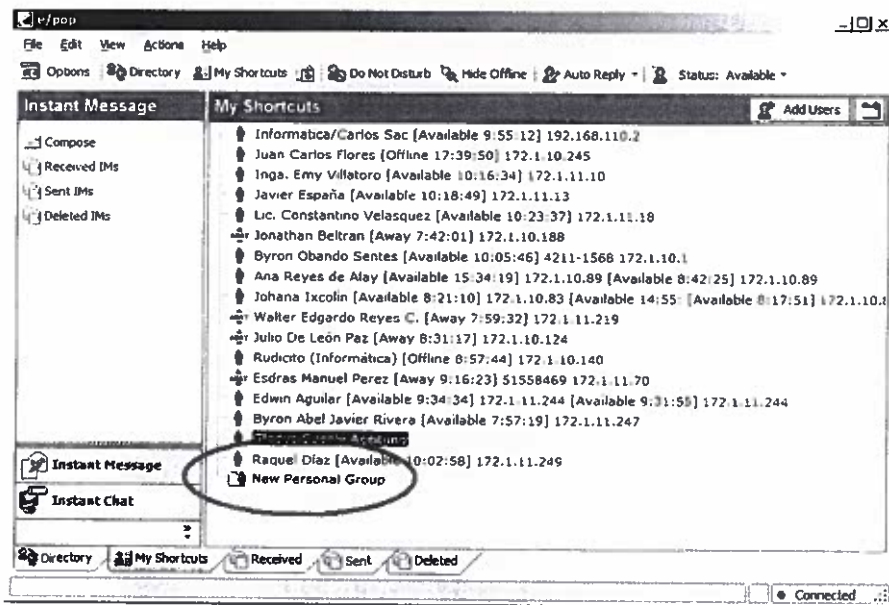 e/pop
File Edit View Actions Help
Options Directory My Shortcuts Do Not Disturb Hide Offline Auto Reply Status: Available
Instant Message
Compose
Received IMs
Sent IMs
Deleted IMs
Instant Message
Instant Chat
My Shortcuts
Add Users
Informatica/Carlos Sac [Available 9:55:12] 192.168.110.2
Juan Carlos Flores [Offline 17:39:50] 172.1.10.245
Inga. Emy Villatoro [Available 10:16:34] 172.1.11.10
Javier España [Available 10:18:49] 172.1.11.13
Lic. Constantino Velasquez [Available 10:23:37] 172.1.11.18
Jonathan Beltran [Away 7:42:01] 172.1.10.188
Byron Obando Sentes [Available 10:05:46] 4211-1568 172.1.10.1
Ana Reyes de Alay [Available 15:34:19] 172.1.10.89 [Available 8:42:25] 172.1.10.89
Johana Ixcolin [Available 8:21:10] 172.1.10.83 [Available 14:55: [Available 8:17:51] 172.1.10.8
Walter Edgardo Reyes C. [Away 7:59:32] 172.1.11.219
Julio De León Paz [Away 8:31:17] 172.1.10.124
Rudicito (Informática) [Offline 8:57:44] 172.1.10.140
Esdras Manuel Perez [Away 9:16:23] 51558469 172.1.11.70
Edwin Aguilar [Available 9:34:34] 172.1.11.244 [Available 9:31:55] 172.1.11.244
Byron Abel Javier Rivera [Available 7:57:19] 172.1.11.247
Raquel Díaz [Available 10:02:58] 172.1.11.249
New Personal Group
Directory My Shortcuts Received Sent Deleted
Connected